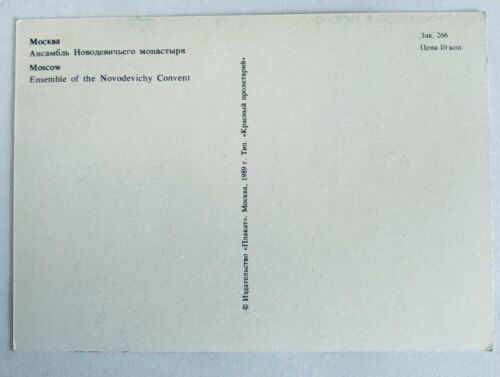 Москва
Ансамбль Новодевичьего монастыря
Moscow
Ensemble of the Novodevichy Convent
Зак. 266
Цена 10 коп.
© Издательство «Плакат». Москва, 1989 г. Тип. «Красный пролетарий»